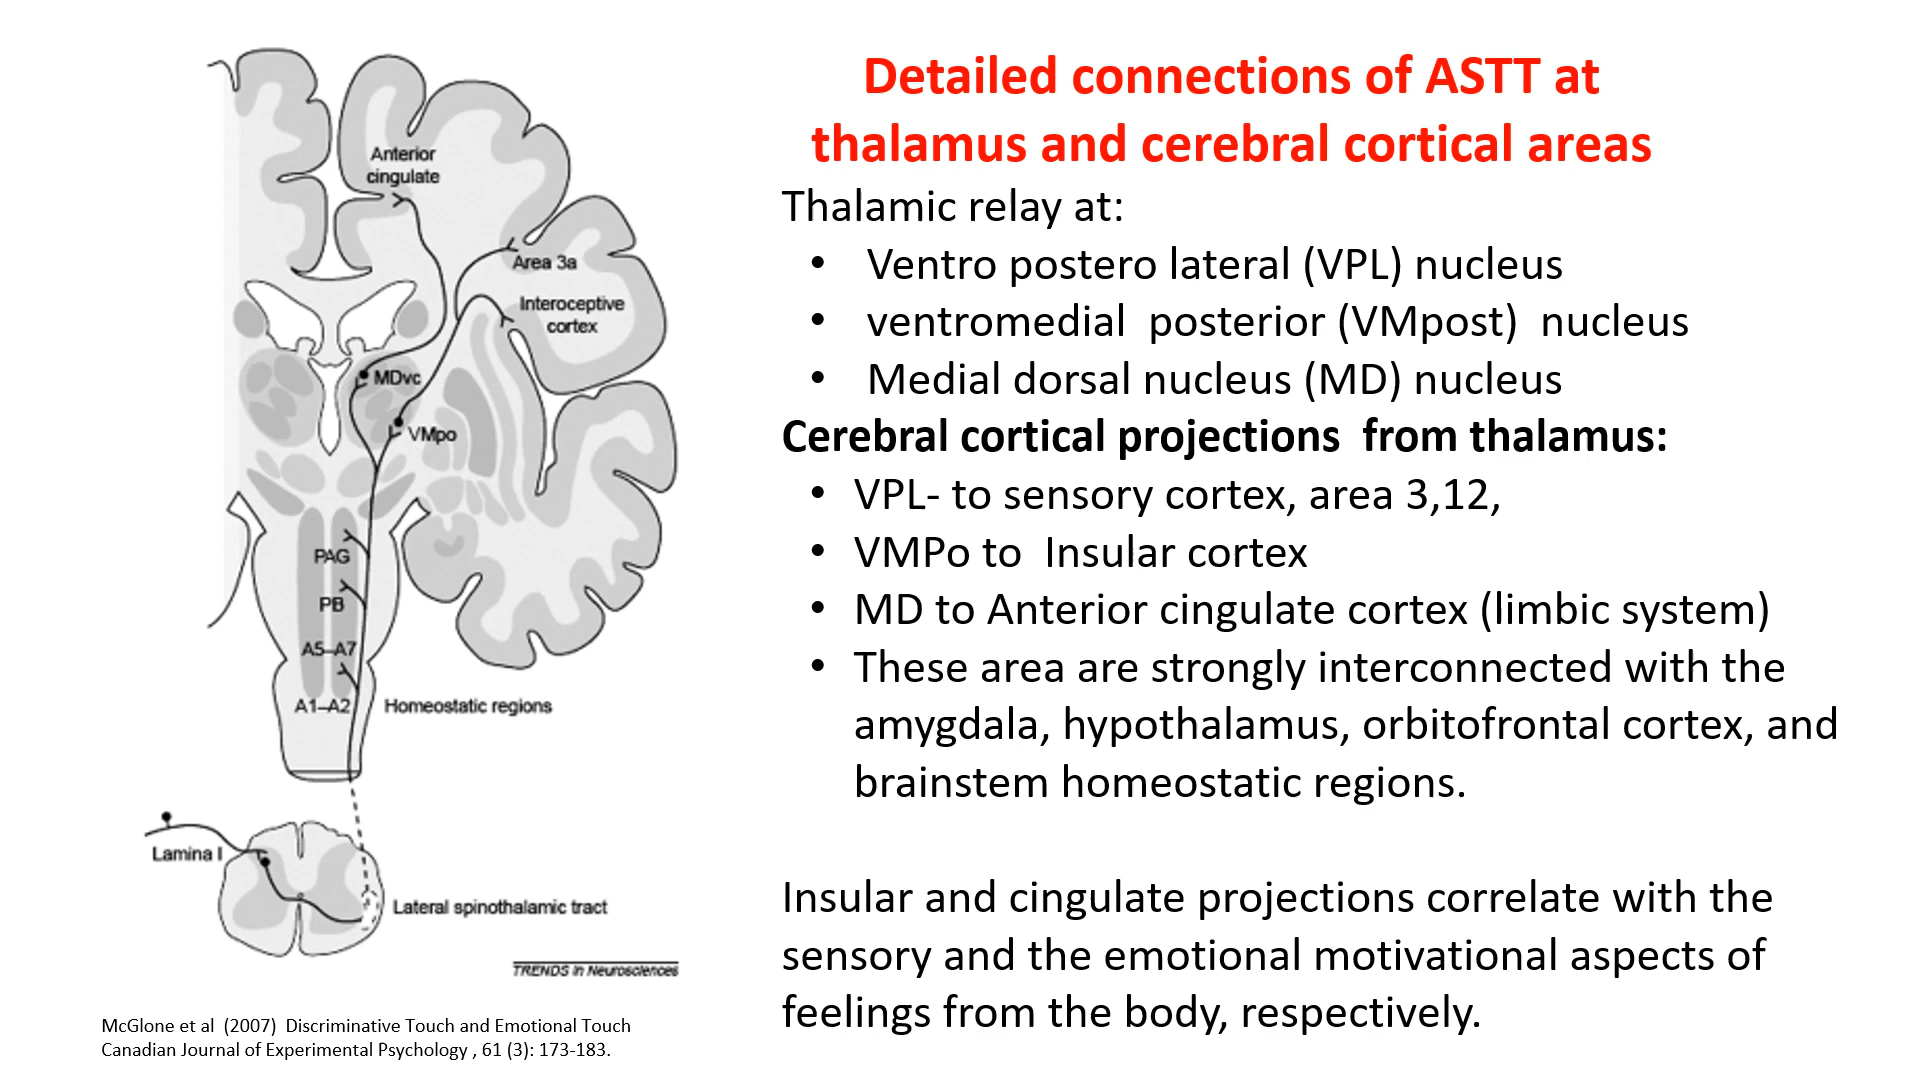 Detailed connections of ASTT at
thalamus and cerebral cortical areas
Thalamic relay at:
• Ventro postero lateral (VPL) nucleus
• ventromedial  posterior (VMpost)  nucleus
• Medial dorsal nucleus (MD) nucleus
Cerebral cortical projections  from thalamus:
• VPL- to sensory cortex, area 3,12,
• VMPo to  Insular cortex
• MD to Anterior cingulate cortex (limbic system)
• These area are strongly interconnected with the
amygdala, hypothalamus, orbitofrontal cortex, and
brainstem homeostatic regions.
Insular and cingulate projections correlate with the
sensory and the emotional motivational aspects of
feelings from the body, respectively.
Anterior
cingulate
Area 3a
Interoceptive
cortex
MDvc
VMpo
PAG
PB
A5–A7
A1–A2
Homeostatic regions
Lamina I
Lateral spinothalamic tract
TRENDS in Neurosciences
McGlone et al  (2007)  Discriminative Touch and Emotional Touch
Canadian Journal of Experimental Psychology , 61 (3): 173-183.